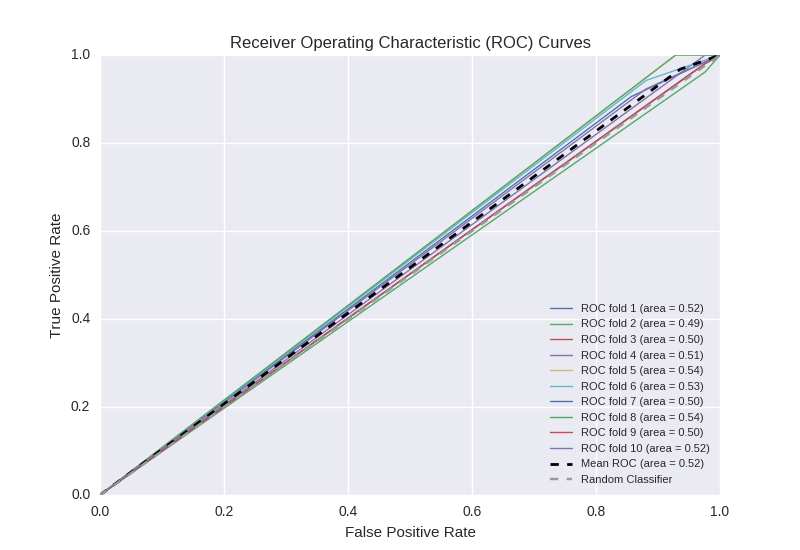 Receiver Operating Characteristic (ROC) Curves
1.0
0.8
0.6
0.4
0.2
0.0
True Positive Rate
ROC fold 1 (area = 0.52)
ROC fold 2 (area = 0.49)
ROC fold 3 (area = 0.50)
ROC fold 4 (area = 0.51)
ROC fold 5 (area = 0.54)
ROC fold 6 (area = 0.53)
ROC fold 7 (area = 0.50)
ROC fold 8 (area = 0.54)
ROC fold 9 (area = 0.50)
ROC fold 10 (area = 0.52)
Mean ROC (area = 0.52)
Random Classifier
0.0 0.2 0.4 0.6 0.8 1.0
False Positive Rate